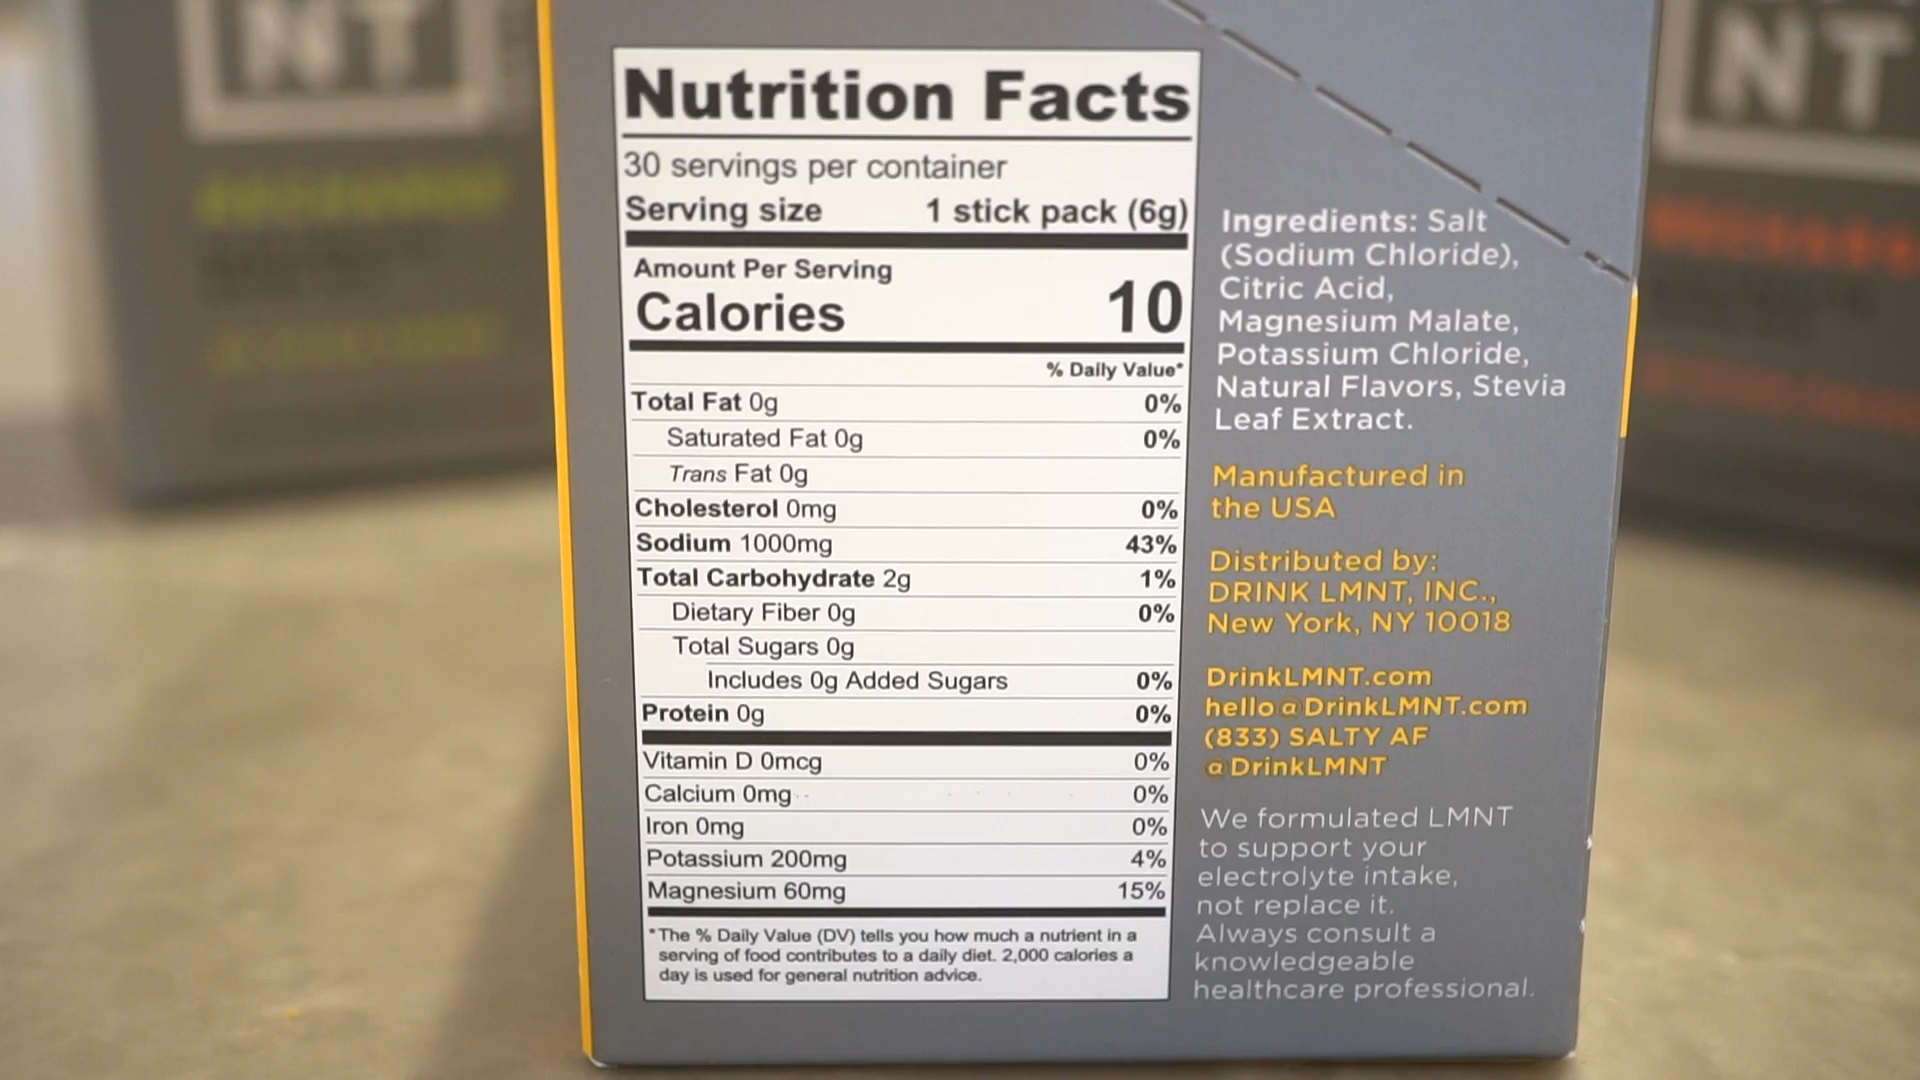 NT
NT
Nutrition Facts
30 servings per container
Serving size 1 stick pack (6g)
Amount Per Serving
Calories 10
% Daily Value*
Total Fat 0g 0%
Saturated Fat 0g 0%
Trans Fat 0g
Cholesterol 0mg 0%
Sodium 1000mg 43%
Total Carbohydrate 2g 1%
Dietary Fiber 0g 0%
Total Sugars 0g
Includes 0g Added Sugars 0%
Protein 0g 0%
Vitamin D 0mcg 0%
Calcium 0mg 0%
Iron 0mg 0%
Potassium 200mg 4%
Magnesium 60mg 15%
*The % Daily Value (DV) tells you how much a nutrient in a
serving of food contributes to a daily diet. 2,000 calories a
day is used for general nutrition advice.
Ingredients: Salt
(Sodium Chloride),
Citric Acid,
Magnesium Malate,
Potassium Chloride,
Natural Flavors, Stevia
Leaf Extract.
Manufactured in
the USA
Distributed by:
DRINK LMNT, INC.,
New York, NY 10018
DrinkLMNT.com
hello@DrinkLMNT.com
(833) SALTY AF
@DrinkLMNT
We formulated LMNT
to support your
electrolyte intake,
not replace it.
Always consult a
knowledgeable
healthcare professional.